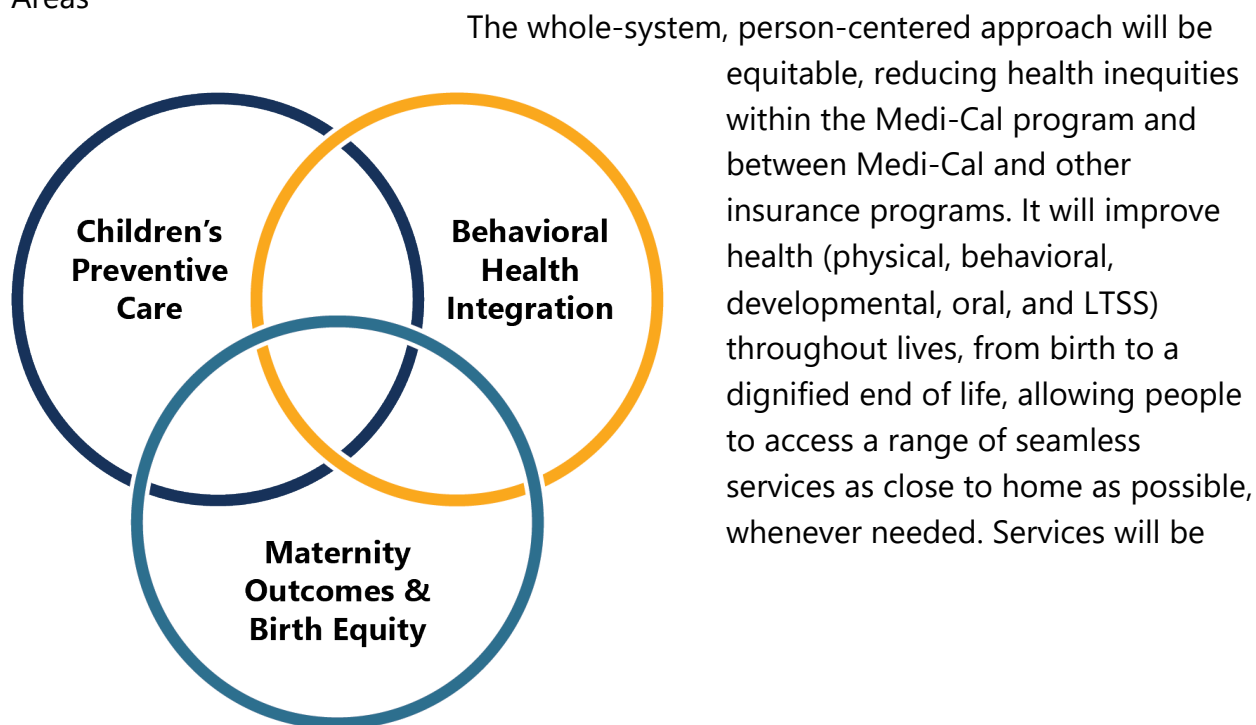 Areas
The whole-system, person-centered approach will be
equitable, reducing health inequities
within the Medi-Cal program and
between Medi-Cal and other
insurance programs. It will improve
health (physical, behavioral,
developmental, oral, and LTSS)
throughout lives, from birth to a
dignified end of life, allowing people
to access a range of seamless
services as close to home as possible,
whenever needed. Services will be
Children’s
Preventive
Care
Behavioral
Health
Integration
Maternity
Outcomes &
Birth Equity